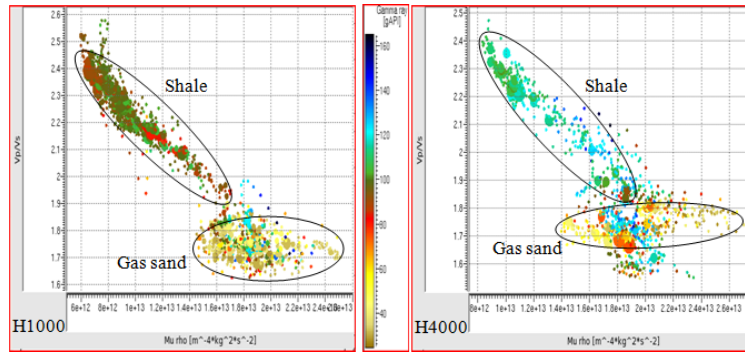 2.6
2.5
2.4
2.3
2.2
2.1
2
1.9
1.8
1.7
1.6
Vp/Vs
Shale
Gas sand
6e+12
8e+12
1e+13
1.2e+13
1.4e+13
1.6e+13
1.8e+13
2e+13
2.2e+13
2.4e+13
H1000
Mu rho [m^-4*kg^2*s^-2]
Gamma ray
[gAPI]
160
140
120
100
80
60
40
2.5
2.4
2.3
2.2
2.1
2
1.9
1.8
1.7
1.6
Vp/Vs
Shale
Gas sand
8e+12
1e+13
1.2e+13
1.4e+13
1.6e+13
1.8e+13
2e+13
2.2e+13
2.4e+13
2.6e+13
H4000
Mu rho [m^-4*kg^2*s^-2]